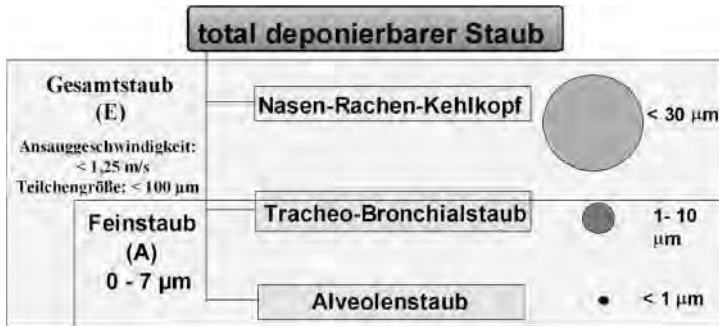 total deponierbarer Staub
Gesamtstaub
(E)
Ansauggeschwindigkeit:
< 1,25 m/s
Teilchengröße: < 100 µm
Nasen-Rachen-Kehlkopf
< 30 µm
Feinstaub
(A)
0 - 7 µm
Tracheo-Bronchialstaub
1- 10
µm
Alveolenstaub
< 1 µm